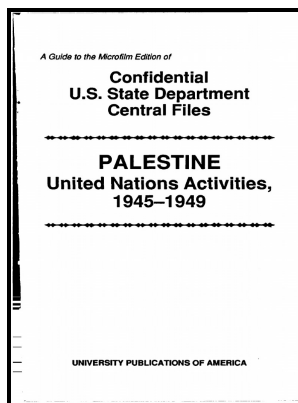 A Guide to the Microfilm Edition of
Confidential
U.S. State Department
Central Files
PALESTINE
United Nations Activities,
1945–1949
UNIVERSITY PUBLICATIONS OF AMERICA